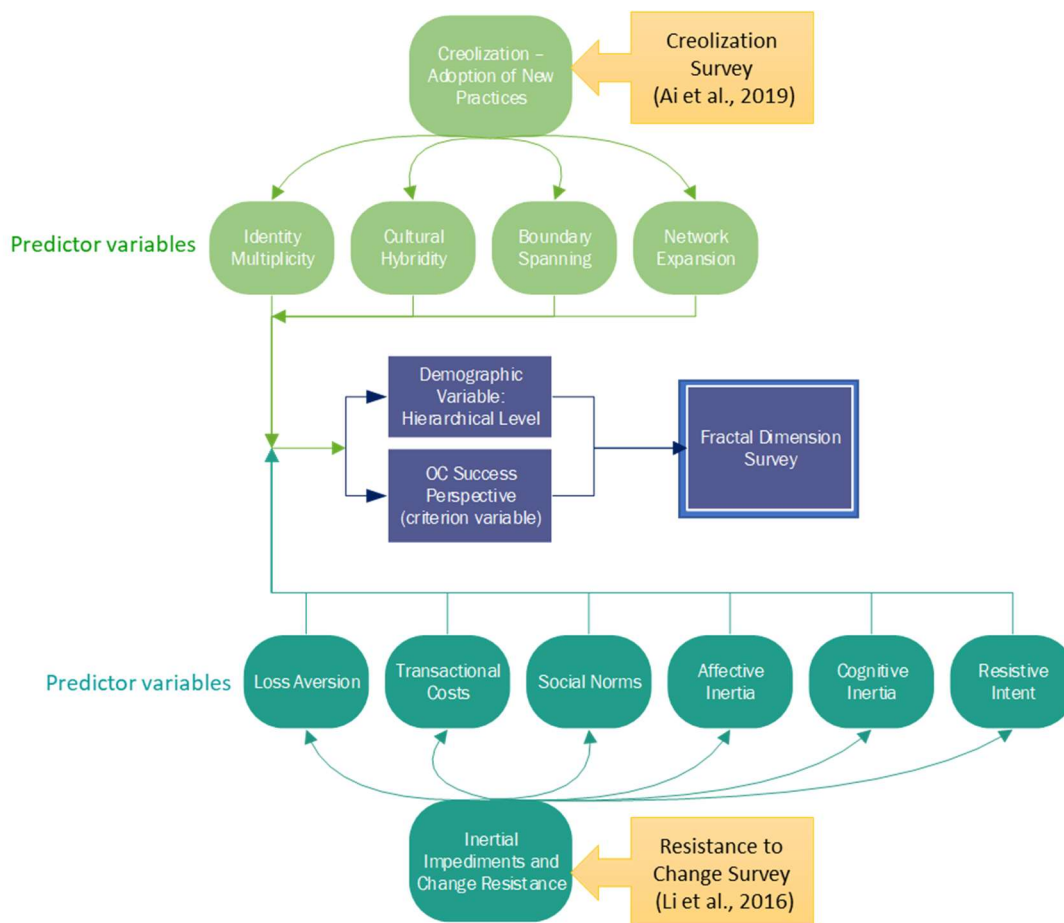 Creolization –
Adoption of New
Practices
Creolization
Survey
(Ai et al., 2019)
Predictor variables
Identity
Multiplicity
Cultural
Hybridity
Boundary
Spanning
Network
Expansion
Demographic
Variable:
Hierarchical Level
OC Success
Perspective
(criterion variable)
Fractal Dimension
Survey
Predictor variables
Loss Aversion
Transactional
Costs
Social Norms
Affective
Inertia
Cognitive
Inertia
Resistive
Intent
Inertial
Impediments and
Change Resistance
Resistance to
Change Survey
(Li et al., 2016)